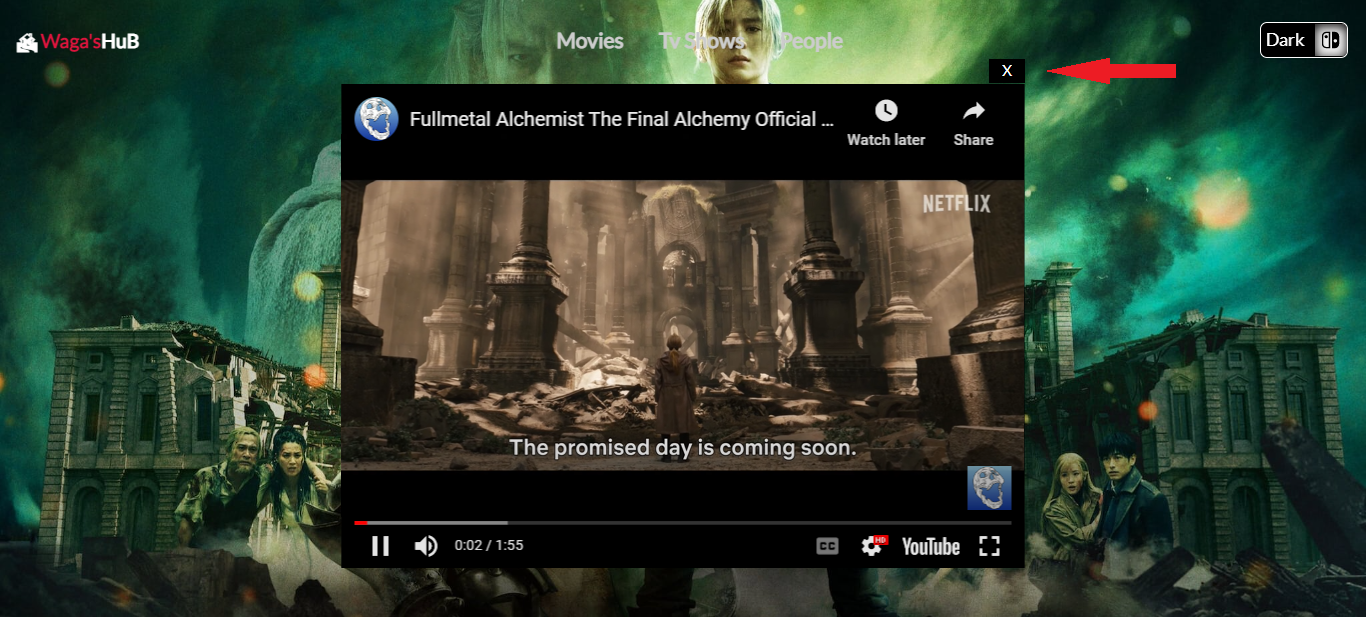 Waga'sHuB
Movies Tv Shows People
Dark
X
Fullmetal Alchemist The Final Alchemy Official ...
Watch later
Share
NETFLIX
The promised day is coming soon.
0:02 / 1:55
CC
HD
YouTube